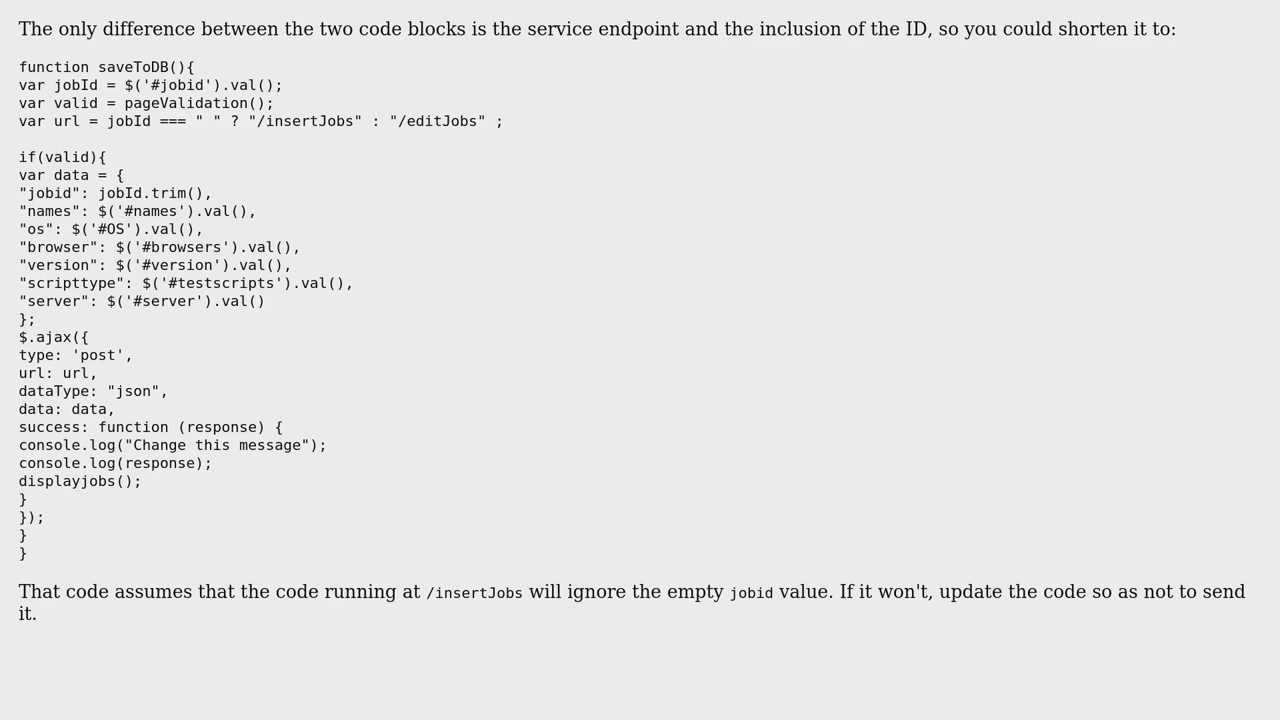 The only difference between the two code blocks is the service endpoint and the inclusion of the ID, so you could shorten it to:
function saveToDB(){
var jobId = $('#jobid').val();
var valid = pageValidation();
var url = jobId === " " ? "/insertJobs" : "/editJobs" ;
if(valid){
var data = {
"jobid": jobId.trim(),
"names": $('#names').val(),
"os": $('#OS').val(),
"browser": $('#browsers').val(),
"version": $('#version').val(),
"scripttype": $('#testscripts').val(),
"server": $('#server').val()
};
$.ajax({
type: 'post',
url: url,
dataType: "json",
data: data,
success: function (response) {
console.log("Change this message");
console.log(response);
displayjobs();
}
});
}
}
That code assumes that the code running at /insertJobs will ignore the empty jobid value. If it won't, update the code so as not to send
it.